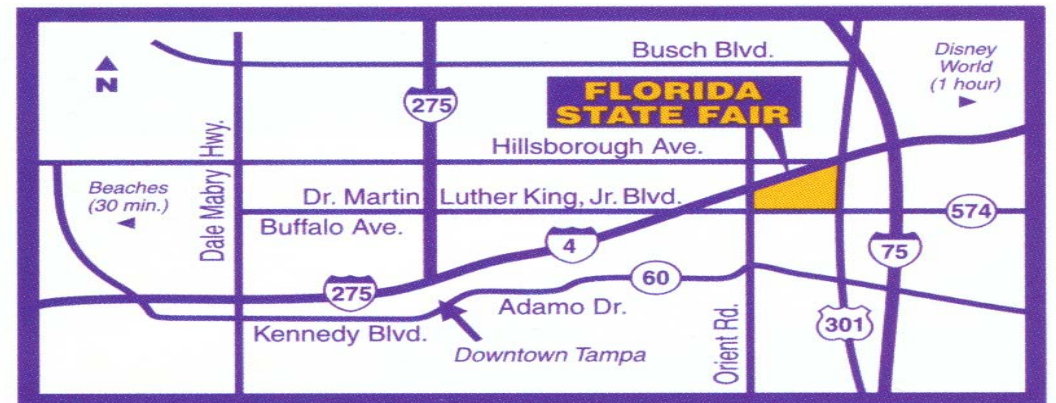 Busch Blvd.
Disney
World
(1 hour)
N
275
FLORIDA
STATE FAIR
Dale Mabry Hwy.
Hillsborough Ave.
Beaches
(30 min.)
Dr. Martin Luther King, Jr. Blvd.
574
Buffalo Ave.
4
75
60
275
Adamo Dr.
Orient Rd.
301
Kennedy Blvd.
Downtown Tampa